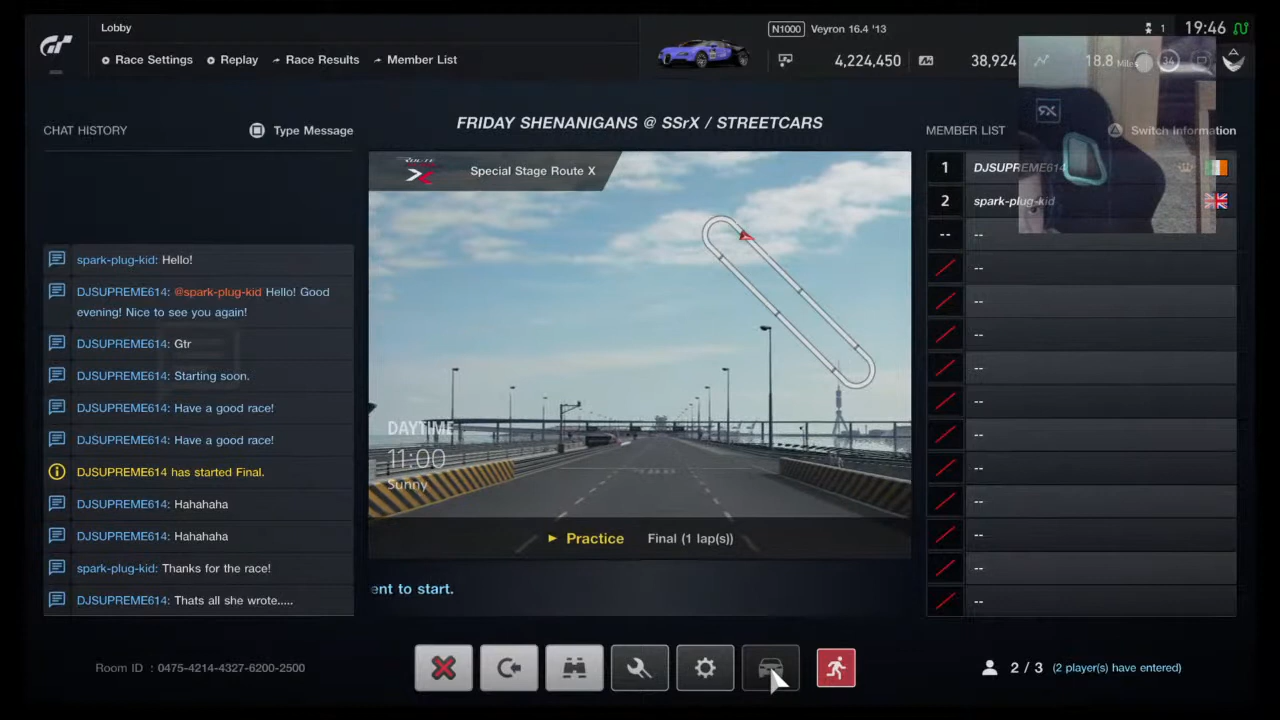 Lobby
N1000 Veyron 16.4 '13
1
19:46
Race Settings Replay Race Results Member List
4,224,450
38,924
18.8 Miles
34
CHAT HISTORY
Type Message
FRIDAY SHENANIGANS @ SSrX / STREETCARS
MEMBER LIST
Switch Information
Special Stage Route X
1 DJSUPREME614
2 spark-plug-kid
-- --
--
--
--
--
--
--
--
--
--
--
--
spark-plug-kid: Hello!
DJSUPREME614: @spark-plug-kid Hello! Good
evening! Nice to see you again!
DJSUPREME614: Gtr
DJSUPREME614: Starting soon.
DJSUPREME614: Have a good race!
DJSUPREME614: Have a good race!
DJSUPREME614 has started Final.
DJSUPREME614: Hahahaha
DJSUPREME614: Hahahaha
spark-plug-kid: Thanks for the race!
DJSUPREME614: Thats all she wrote.....
DAYTIME
11:00
Sunny
Practice Final (1 lap(s))
ent to start.
Room ID : 0475-4214-4327-6200-2500
2 / 3 (2 player(s) have entered)